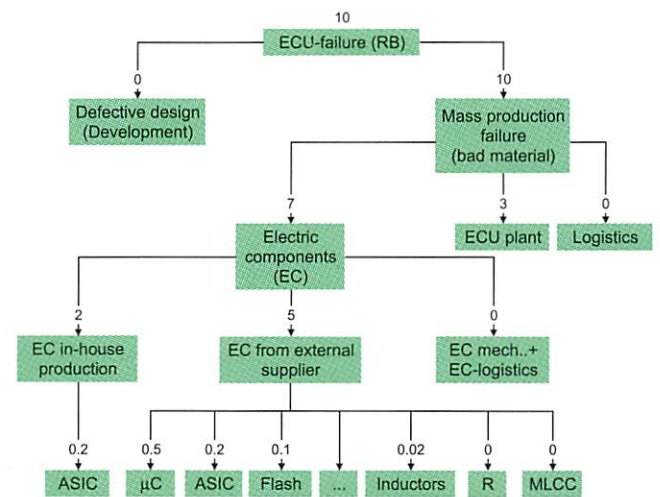 10
ECU-failure (RB)
0
10
Defective design
(Development)
Mass production
failure
(bad material)
7
3
0
Electric
components
(EC)
ECU plant
Logistics
2
5
0
EC in-house
production
EC from external
supplier
EC mech..+
EC-logistics
0.2
0.5
0.2
0.1
0.02
0
0
ASIC
µC
ASIC
Flash
...
Inductors
R
MLCC